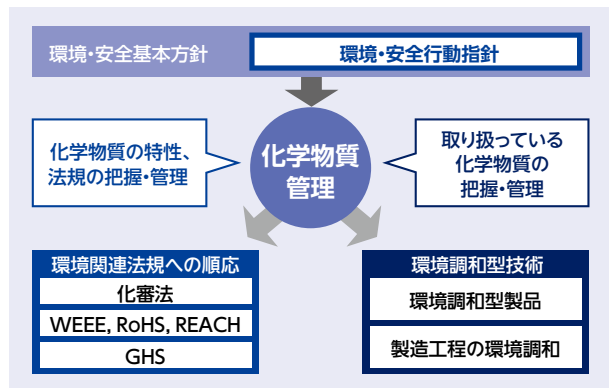 環境・安全基本方針
環境・安全行動指針
化学物質の特性、
法規の把握・管理
化学物質
管理
取り扱っている
化学物質の
把握・管理
環境関連法規への順応
化審法
WEEE, RoHS, REACH
GHS
環境調和型技術
環境調和型製品
製造工程の環境調和